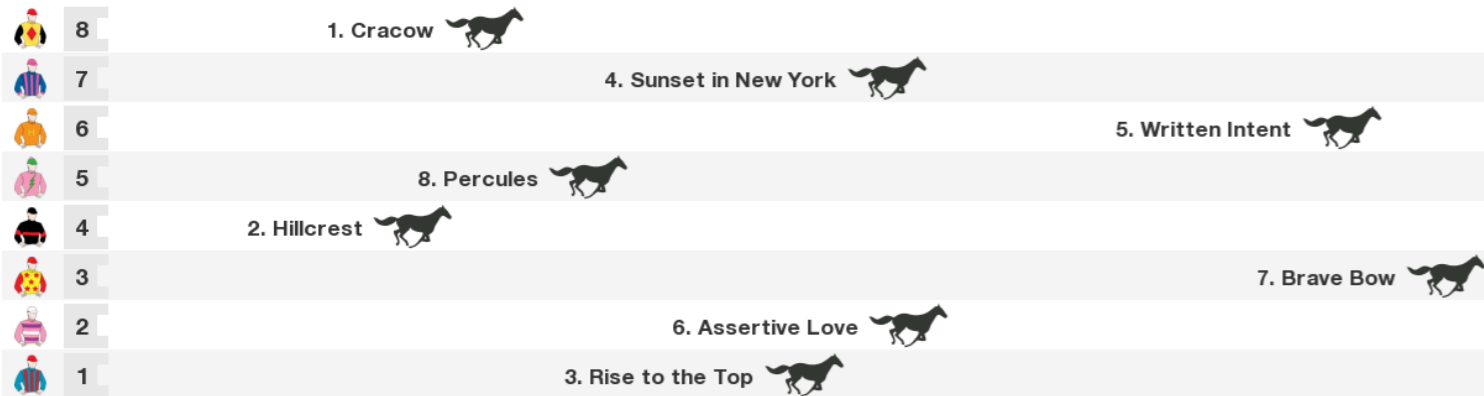 8 1. Cracow
7 4. Sunset in New York
6 5. Written Intent
5 8. Percules
4 2. Hillcrest
3 7. Brave Bow
2 6. Assertive Love
1 3. Rise to the Top